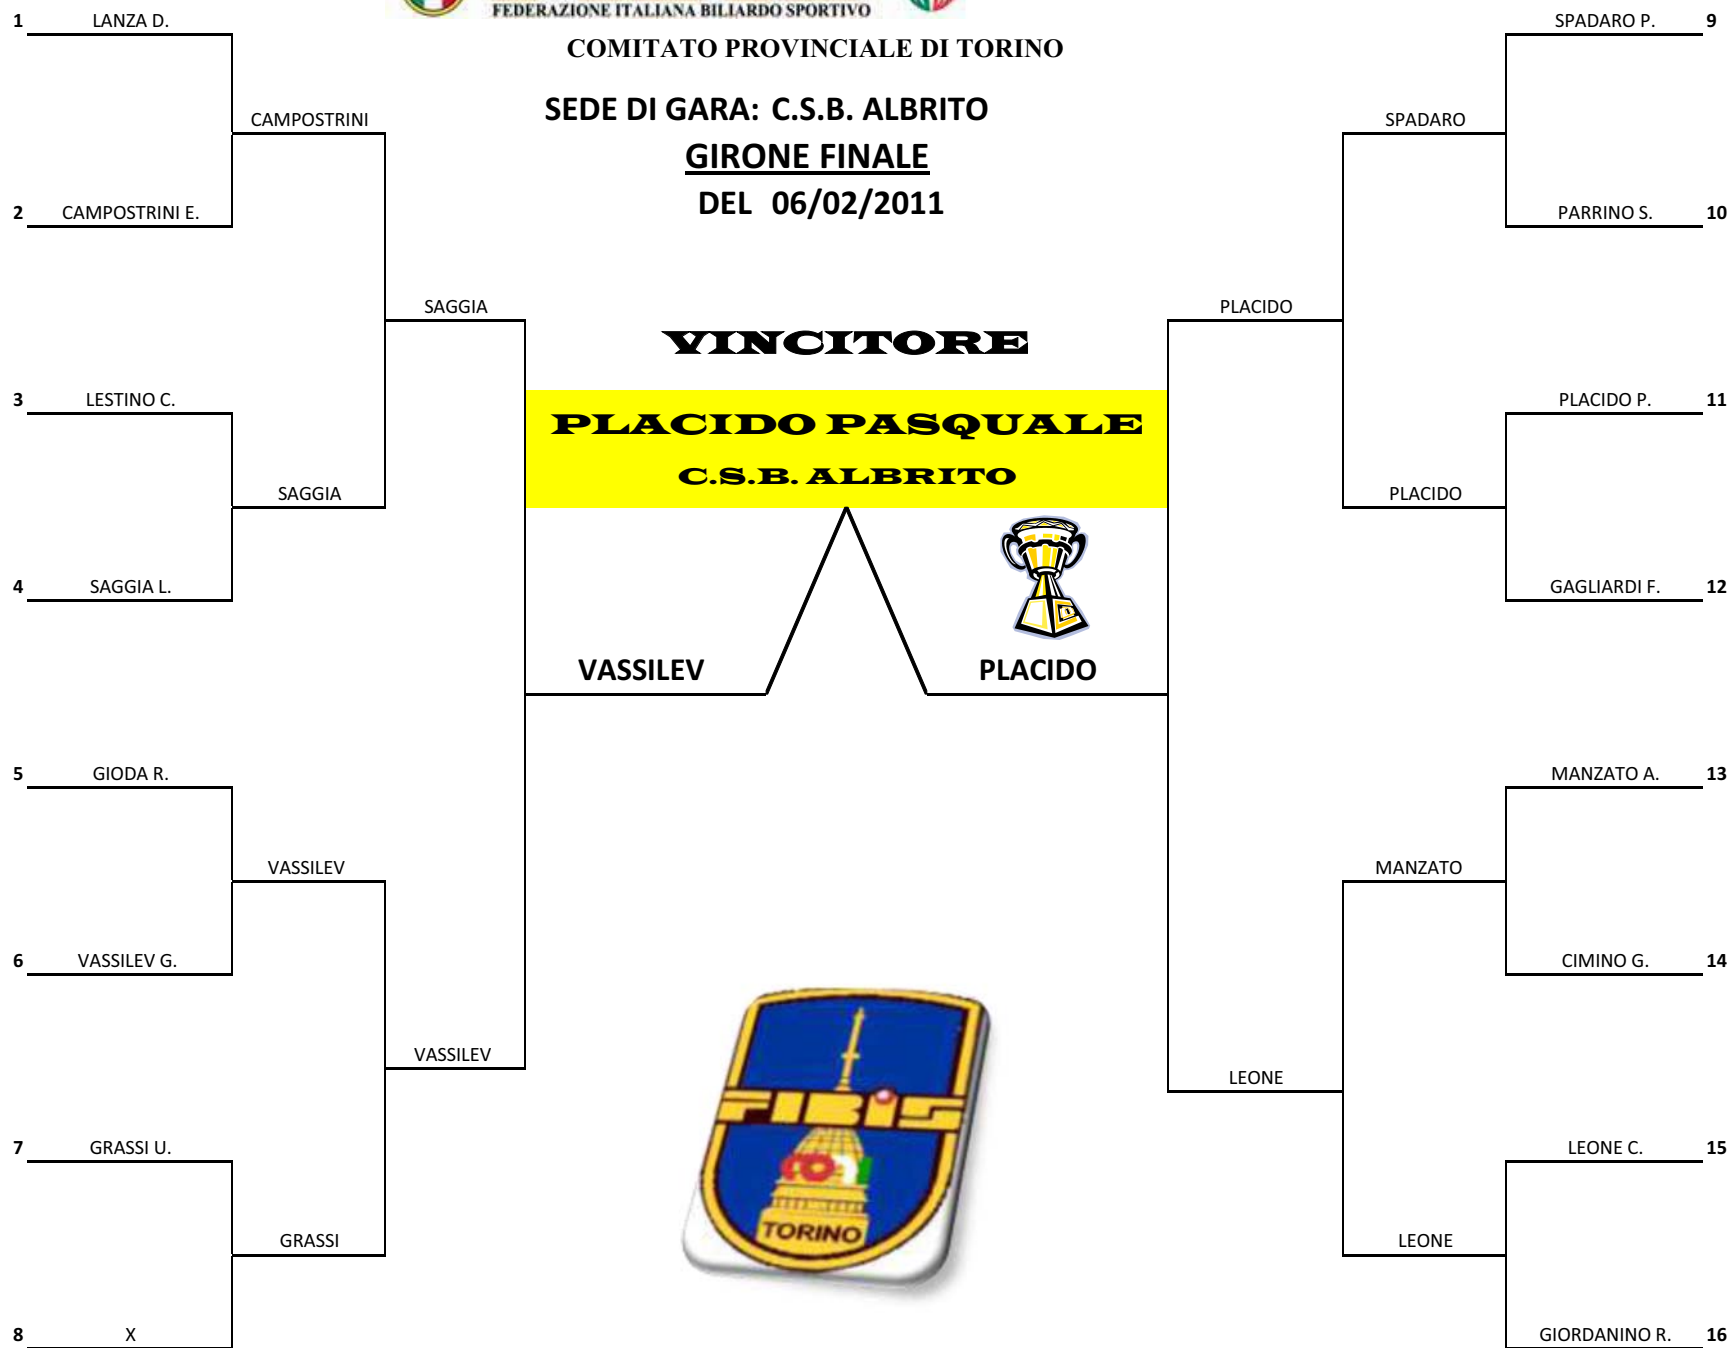 FEDERAZIONE ITALIANA BILIARDO SPORTIVO
COMITATO PROVINCIALE DI TORINO
SEDE DI GARA: C.S.B. ALBRITO
GIRONE FINALE
DEL 06/02/2011
1 LANZA D.
CAMPOSTRINI
2 CAMPOSTRINI E.
SAGGIA
3 LESTINO C.
SAGGIA
4 SAGGIA L.
5 GIODA R.
VASSILEV
6 VASSILEV G.
VASSILEV
7 GRASSI U.
GRASSI
8 X
VINCITORE
PLACIDO PASQUALE
C.S.B. ALBRITO
VASSILEV
PLACIDO
SPADARO P. 9
SPADARO
PARRINO S. 10
PLACIDO
PLACIDO P. 11
PLACIDO
GAGLIARDI F. 12
MANZATO A. 13
MANZATO
CIMINO G. 14
LEONE
LEONE C. 15
LEONE
GIORDANINO R. 16
FIBiS
CONI
TORINO